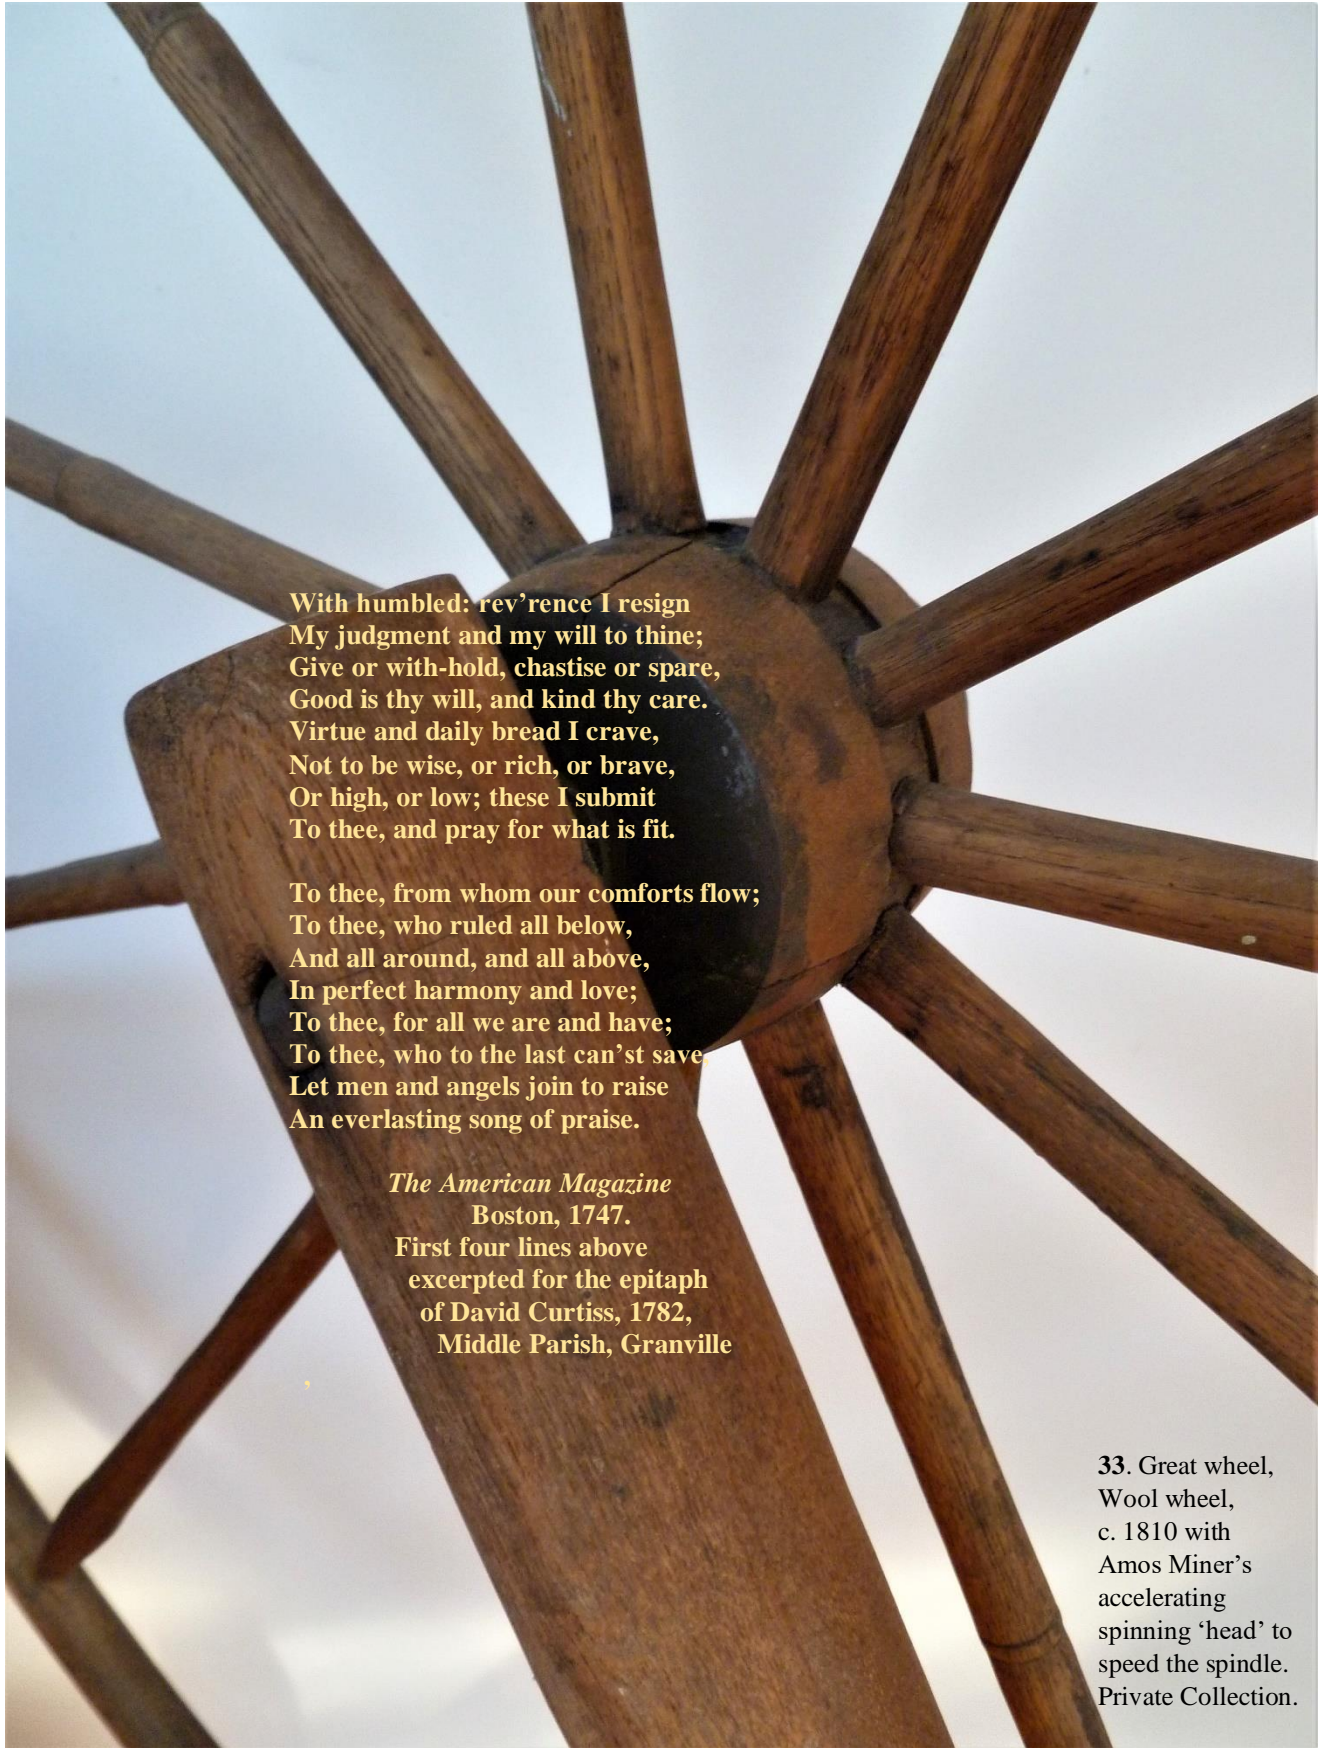 With humbled: rev’rence I resign
My judgment and my will to thine;
Give or with-hold, chastise or spare,
Good is thy will, and kind thy care.
Virtue and daily bread I crave,
Not to be wise, or rich, or brave,
Or high, or low; these I submit
To thee, and pray for what is fit.
To thee, from whom our comforts flow;
To thee, who ruled all below,
And all around, and all above,
In perfect harmony and love;
To thee, for all we are and have;
To thee, who to the last can’st save,
Let men and angels join to raise
An everlasting song of praise.
The American Magazine
Boston, 1747.
First four lines above
excerpted for the epitaph
of David Curtiss, 1782,
Middle Parish, Granville
,
33. Great wheel,
Wool wheel,
c. 1810 with
Amos Miner’s
accelerating
spinning ‘head’ to
speed the spindle.
Private Collection.